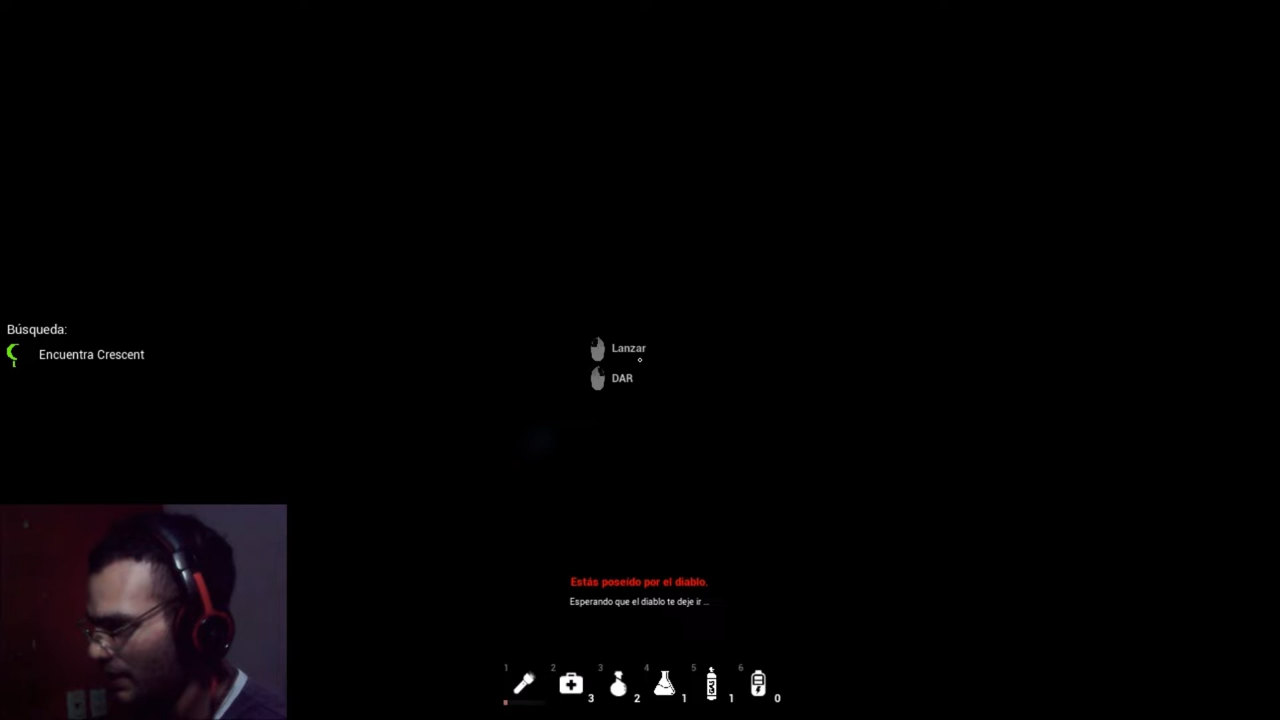 Búsqueda:
Encuentra Crescent
Lanzar
DAR
Estás poseído por el diablo.
Esperando que el diablo te deje ir ...
1 2 3 4 5 6
GAS
3 2 1 1 0